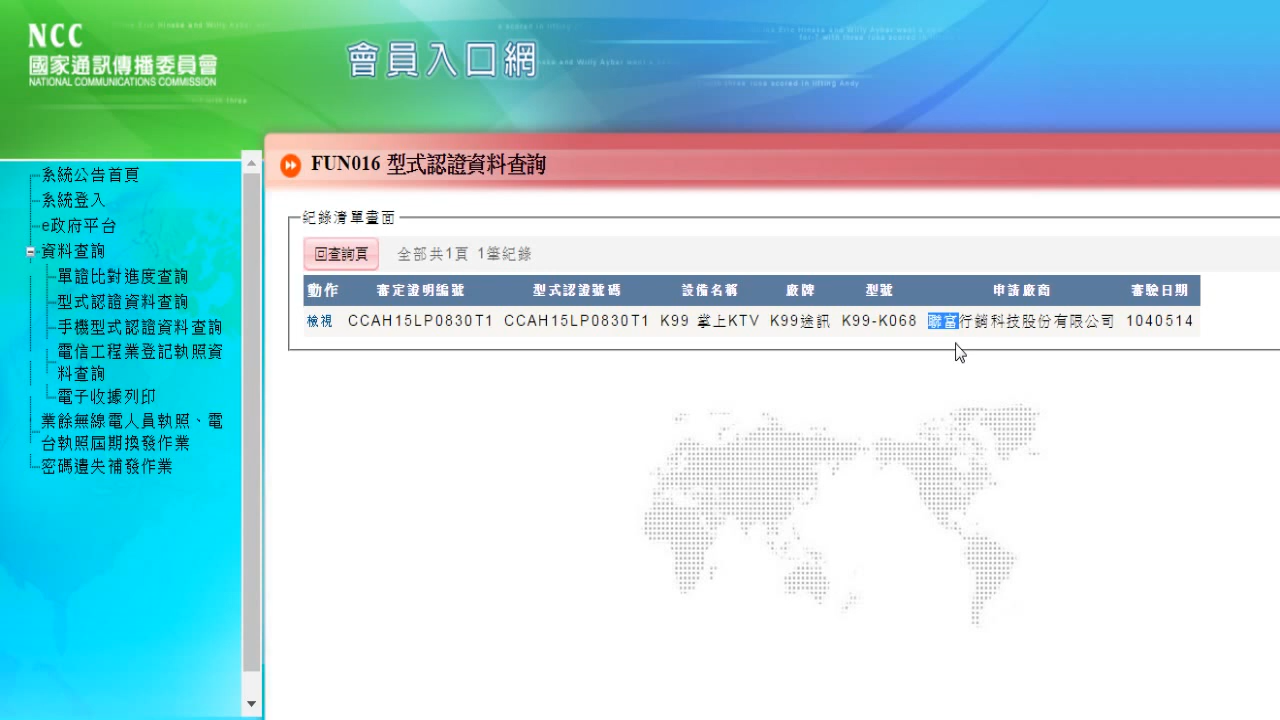 NCC
國家通訊傳播委員會
NATIONAL COMMUNICATIONS COMMISSION
會員入口網
系統公告首頁
系統登入
e政府平台
資料查詢
單證比對進度查詢
型式認證資料查詢
手機型式認證資料查詢
電信工程業登記執照資
料查詢
電子收據列印
業餘無線電人員執照、電
台執照屆期換發作業
密碼遺失補發作業
FUN016 型式認證資料查詢
紀錄清單畫面
回查詢頁 全部共1頁 1筆紀錄
動作 審定證明編號 型式認證號碼 設備名稱 廠牌 型號 申請廠商 審驗日期
檢視 CCAH15LP0830T1 CCAH15LP0830T1 K99 掌上KTV K99途訊 K99-K068 聯富行銷科技股份有限公司 1040514